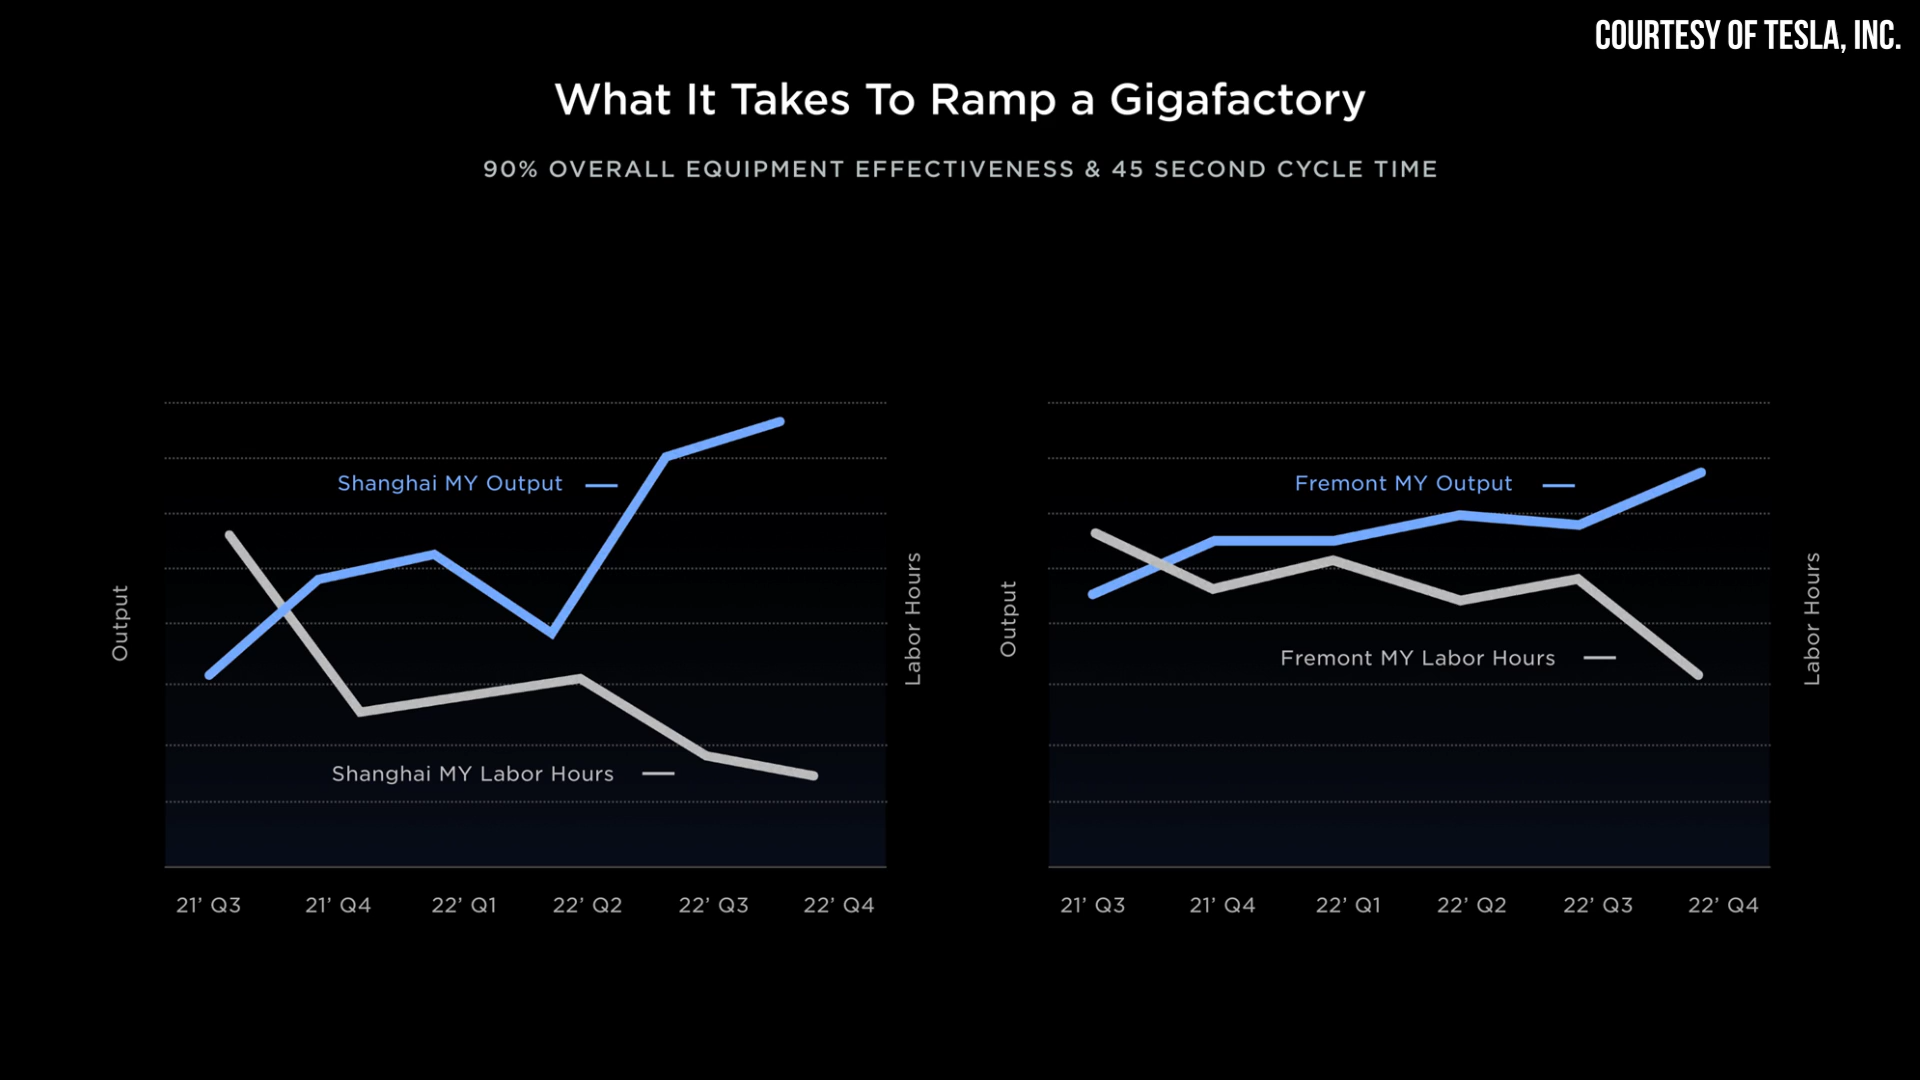 COURTESY OF TESLA, INC.
What It Takes To Ramp a Gigafactory
90% OVERALL EQUIPMENT EFFECTIVENESS & 45 SECOND CYCLE TIME
Output
Shanghai MY Output
Shanghai MY Labor Hours
Labor Hours
21’ Q3 21’ Q4 22’ Q1 22’ Q2 22’ Q3 22’ Q4
Output
Fremont MY Output
Fremont MY Labor Hours
Labor Hours
21’ Q3 21’ Q4 22’ Q1 22’ Q2 22’ Q3 22’ Q4